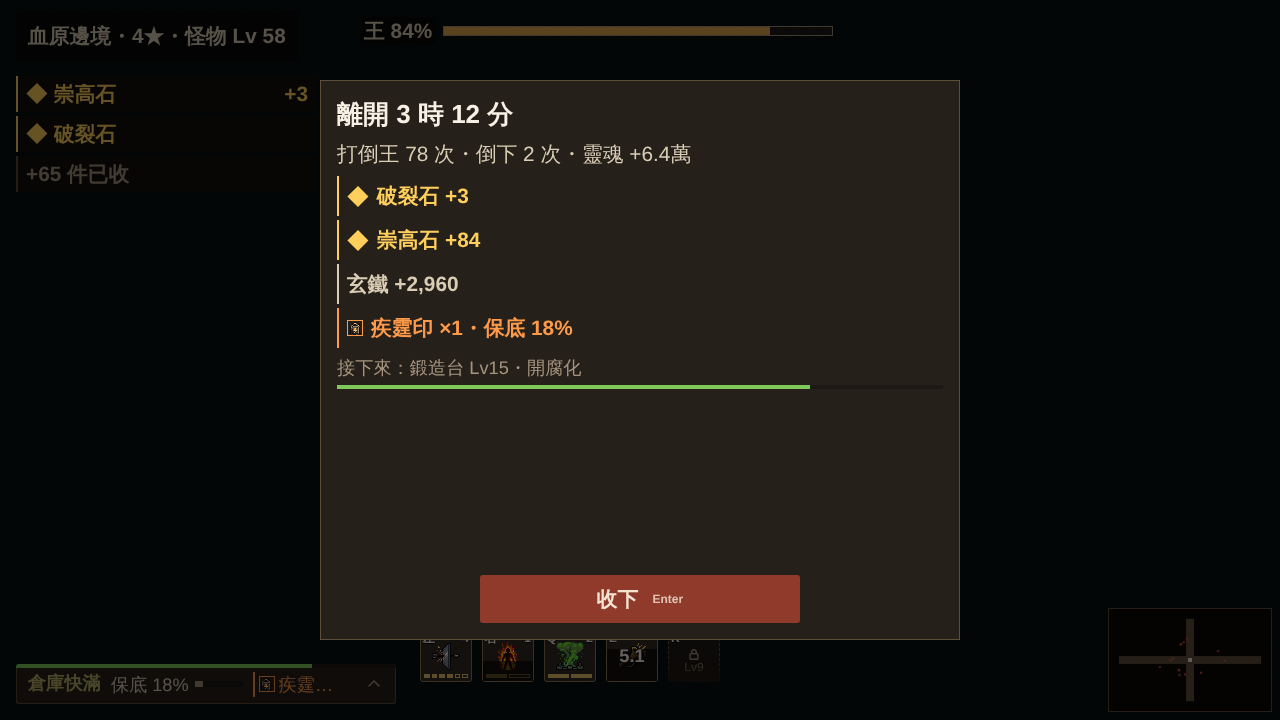 血原邊境・4★・怪物 Lv 58
王 84%
◆ 崇高石 +3
◆ 破裂石
+65 件已收
離開 3 時 12 分
打倒王 78 次・倒下 2 次・靈魂 +6.4萬
◆ 破裂石 +3
◆ 崇高石 +84
玄鐵 +2,960
疾霆印 ×1・保底 18%
接下來：鍛造台 Lv15・開腐化
收下 Enter
5.1
Lv9
倉庫快滿 保底 18% 疾霆…